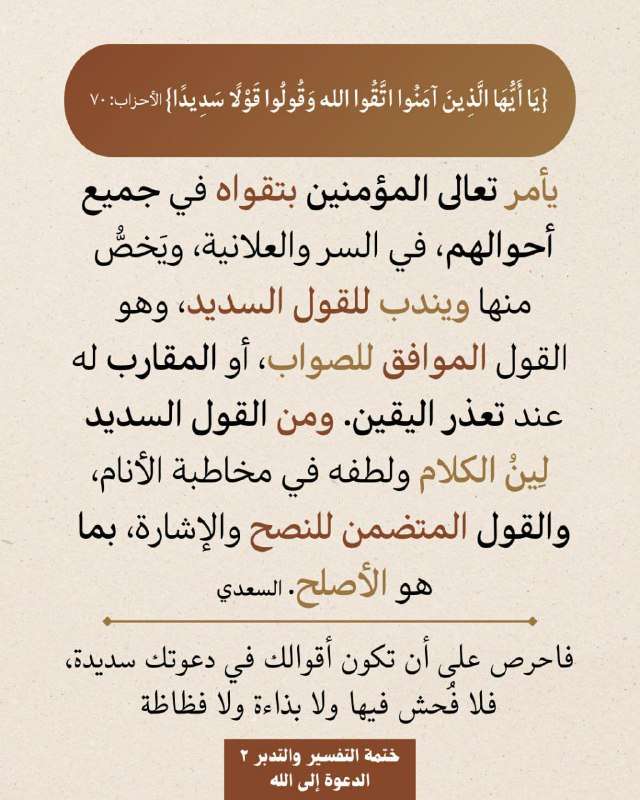 {يَا أَيُّهَا الَّذِينَ آمَنُوا اتَّقُوا الله وَقُولُوا قَوْلًا سَدِيدًا} الأحزاب: ٧٠
يأمر تعالى المؤمنين بتقواه في جميع
أحوالهم، في السر والعلانية، ويَخصُّ
منها ويندب للقول السديد، وهو
القول الموافق للصواب، أو المقارب له
عند تعذر اليقين. ومن القول السديد
لِينُ الكلام ولطفه في مخاطبة الأنام،
والقول المتضمن للنصح والإشارة، بما
هو الأصلح. السعدي
فاحرص على أن تكون أقوالك في دعوتك سديدة،
فلا فُحش فيها ولا بذاءة ولا فظاظة
ختمة التفسير والتدبر ٢
الدعوة إلى الله